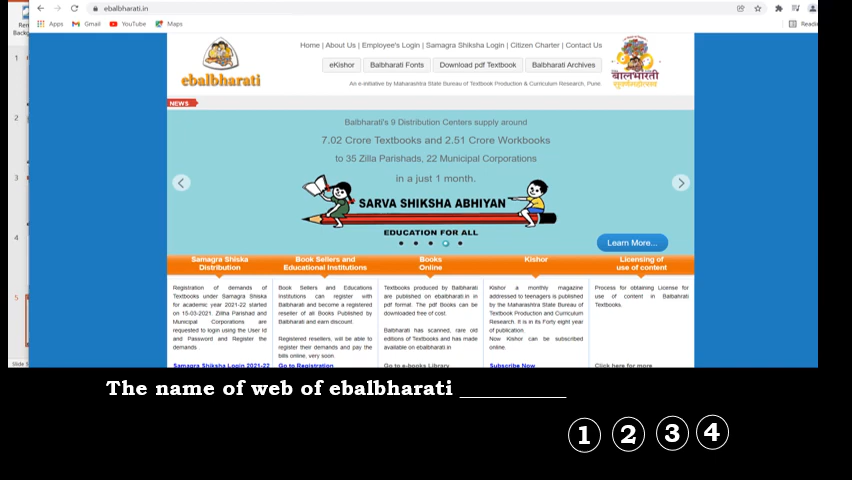 ebalbharati.in
Apps Gmail YouTube Maps
1
2
3
4
5
ebalbharati
Home | About Us | Employee's Login | Samagra Shiksha Login | Citizen Charter | Contact Us
eKishor Balbharati Fonts Download pdf Textbook Balbharati Archives
An e-initiative by Maharashtra State Bureau of Textbook Production & Curriculum Research, Pune.
बालभारती
NEWS
Balbharati's 9 Distribution Centers supply around
7.02 Crore Textbooks and 2.51 Crore Workbooks
to 35 Zilla Parishads, 22 Municipal Corporations
in a just 1 month.
SARVA SHIKSHA ABHIYAN
EDUCATION FOR ALL
Learn More...
Samagra Shiska
Distribution
Registration of demands of
Textbooks under Samagra Shiska
for academic year 2021-22 started
on 15-03-2021. Zillha Parishad and
Municipal Corporations are
requested to login using the User Id
and Password and Register the
demands.
Samagra Shiksha Login 2021-22
Book Sellers and
Educational Institutions
Book Sellers and Educations
Institutions can register with
Balbharati and become a registered
reseller of all Books Published by
Balbharati and earn discount.
Registered resellers, will be able to
register their demands and pay the
bills online, very soon.
Go to Registration
Books
Online
Textbooks produced by Balbharati
are published on ebalbharati.in in
pdf format. The pdf Books can be
downloaded free of cost.
Balbharati has scanned, rare old
editions of Textbooks and has made
available on ebalbharati.in
Go to e-books Library
Kishor
Kishor a monthly magazine
addressed to teenagers is published
by the Maharashtra State Bureau of
Textbook Production and Curriculum
Research. It is in its Forty eight year
of publication.
Now Kishor can be subscribed
online
Subscribe Now
Licensing of
use of content
Process for obtaining License for
use of content in Balbahrati
Textbooks.
Click here for more
The name of web of ebalbharati __________
1 2 3 4